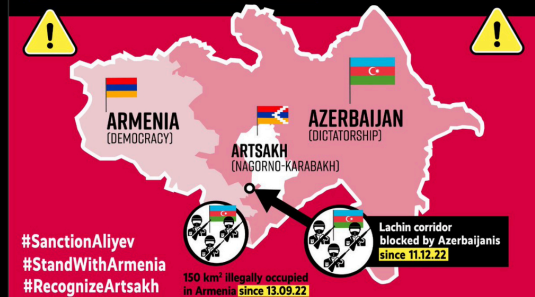 ARMENIA
(DEMOCRACY)
AZERBAIJAN
(DICTATORSHIP)
ARTSAKH
(NAGORNO-KARABAKH)
Lachin corridor
blocked by Azerbaijanis
since 11.12.22
#SanctionAliyev
#StandWithArmenia
#RecognizeArtsakh
150 km² illegally occupied
in Armenia since 13.09.22